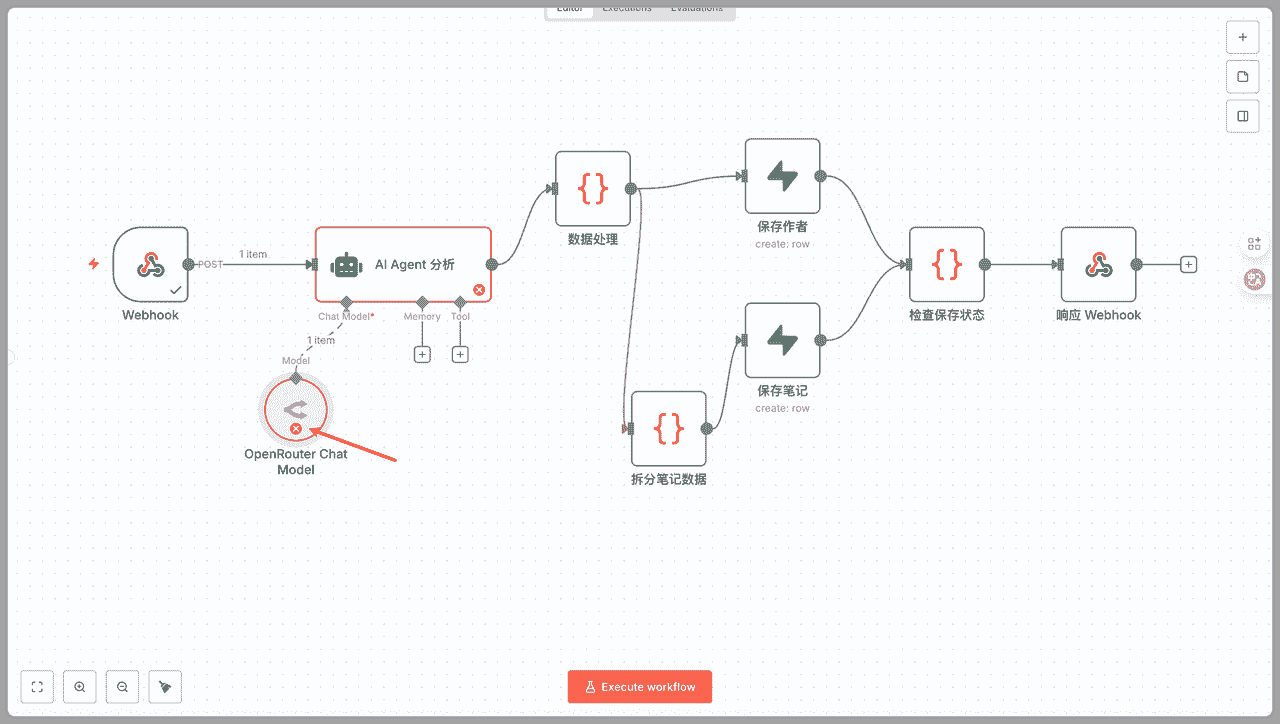 Editor Executions Evaluations
数据处理
保存作者
create: row
POST
1 item
AI Agent 分析
Webhook
Chat Model*
Memory
Tool
1 item
Model
OpenRouter Chat
Model
保存笔记
create: row
拆分笔记数据
检查保存状态
响应 Webhook
Execute workflow